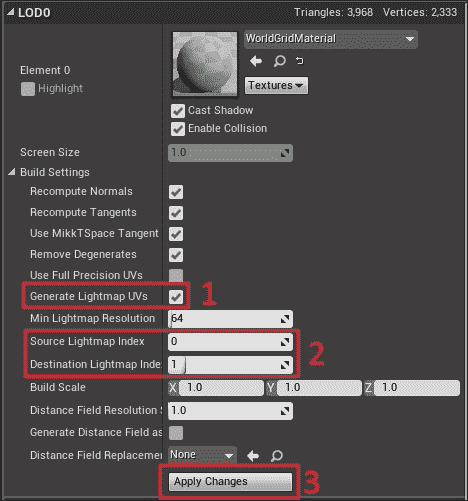 LOD0 Triangles: 3,968 Vertices: 2,333
WorldGridMaterial
Element 0
Highlight
Textures
Cast Shadow
Enable Collision
Screen Size 1.0
Build Settings
Recompute Normals
Recompute Tangents
Use MikkTSpace Tangent
Remove Degenerates
Use Full Precision UVs
Generate Lightmap UVs 1
Min Lightmap Resolution 64
Source Lightmap Index 0
2
Destination Lightmap Inde 1
Build Scale X 1.0 Y 1.0 Z 1.0
Distance Field Resolution S 1.0
Generate Distance Field as
Distance Field Replacemer None
Apply Changes 3